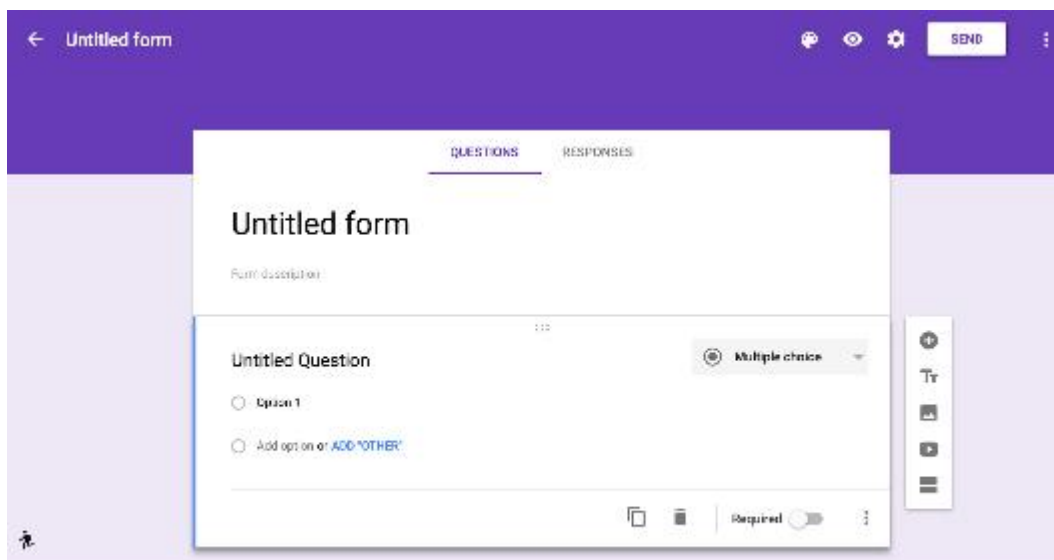 Untitled form
SEND
QUESTIONS RESPONSES
Untitled form
Form description
Untitled Question
Multiple choice
Tт
Option 1
Add option or ADD "OTHER"
Required